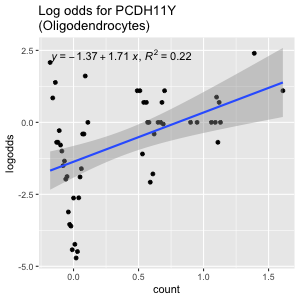 Log odds for PCDH11Y
(Oligodendrocytes)
y = −1.37 + 1.71 x, R² = 0.22
2.5
0.0
-2.5
-5.0
logodds
0.0 0.5 1.0 1.5
count